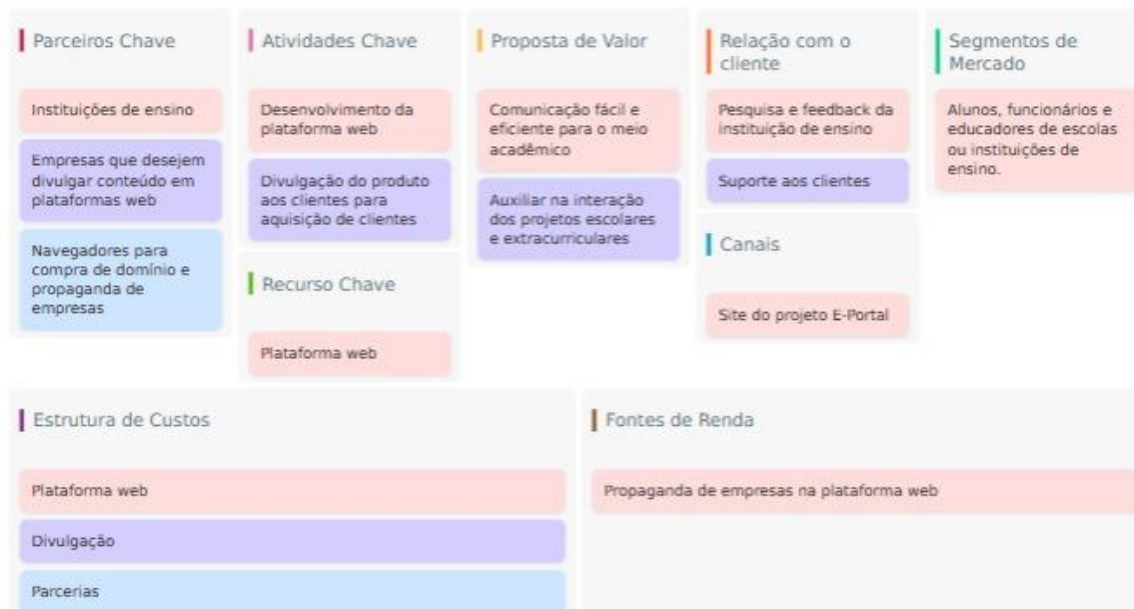 Parceiros Chave
Instituições de ensino
Empresas que desejem
divulgar conteúdo em
plataformas web
Navegadores para
compra de domínio e
propaganda de
empresas
Atividades Chave
Desenvolvimento da
plataforma web
Divulgação do produto
aos clientes para
aquisição de clientes
Recurso Chave
Plataforma web
Proposta de Valor
Comunicação fácil e
eficiente para o meio
acadêmico
Auxiliar na interação
dos projetos escolares
e extracurriculares
Relação com o
cliente
Pesquisa e feedback da
instituição de ensino
Suporte aos clientes
Canais
Site do projeto E-Portal
Segmentos de
Mercado
Alunos, funcionários e
educadores de escolas
ou instituições de
ensino.
Estrutura de Custos
Plataforma web
Divulgação
Parcerias
Fontes de Renda
Propaganda de empresas na plataforma web